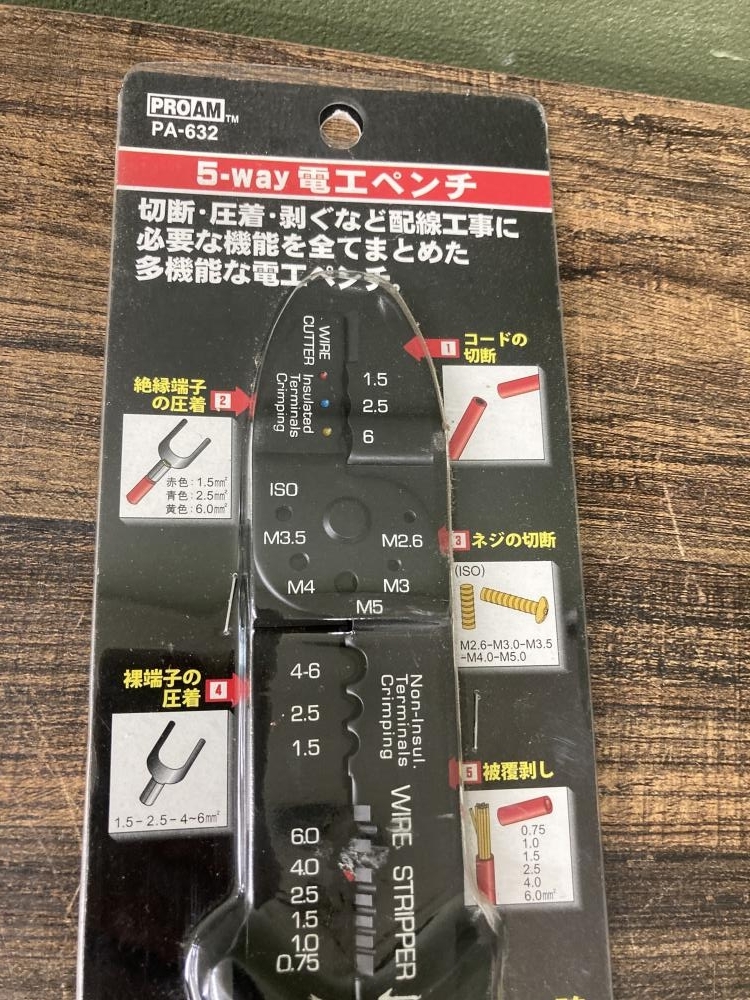 PROAM™
PA-632
5-way 電工ペンチ
切断・圧着・剥ぐなど配線工事に
必要な機能を全てまとめた
多機能な電工ペンチ。
WIRE
CUTTER
1
コードの
切断
Insulated
Terminals
Crimping
1.5
2.5
6
絶縁端子
の圧着
2
赤色：1.5mm²
青色：2.5mm²
黄色：6.0mm²
ISO
M3.5
M2.6
M4
M3
M5
3
ネジの切断
(ISO)
M2.6-M3.0-M3.5
-M4.0-M5.0
裸端子の
圧着
4
1.5-2.5-4~6mm²
4-6
2.5
1.5
Non-Insul.
Terminals
Crimping
5
被覆剥し
0.75
1.0
1.5
2.5
4.0
6.0mm²
WIRE STRIPPER
6.0
4.0
2.5
1.5
1.0
0.75